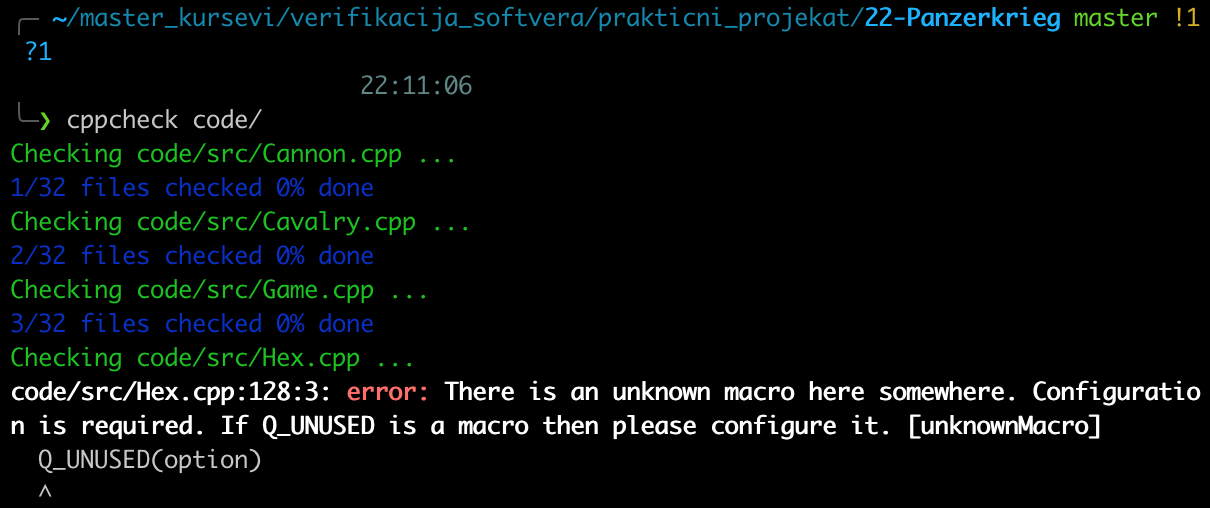 ~/master_kursevi/verifikacija_softvera/prakticni_projekat/22-Panzerkrieg master !1
?1
22:11:06
❯ cppcheck code/
Checking code/src/Cannon.cpp ...
1/32 files checked 0% done
Checking code/src/Cavalry.cpp ...
2/32 files checked 0% done
Checking code/src/Game.cpp ...
3/32 files checked 0% done
Checking code/src/Hex.cpp ...
code/src/Hex.cpp:128:3: error: There is an unknown macro here somewhere. Configuratio
n is required. If Q_UNUSED is a macro then please configure it. [unknownMacro]
Q_UNUSED(option)
^